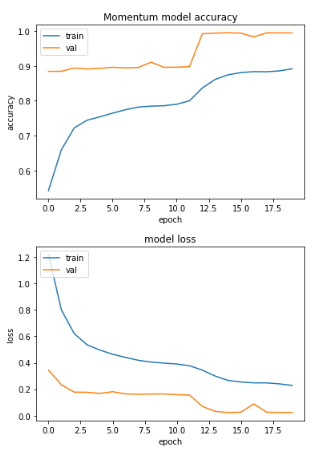 Momentum model accuracy
train
val
1.0
0.9
0.8
0.7
0.6
accuracy
0.0 2.5 5.0 7.5 10.0 12.5 15.0 17.5
epoch
model loss
train
val
1.2
1.0
0.8
0.6
0.4
0.2
0.0
loss
0.0 2.5 5.0 7.5 10.0 12.5 15.0 17.5
epoch